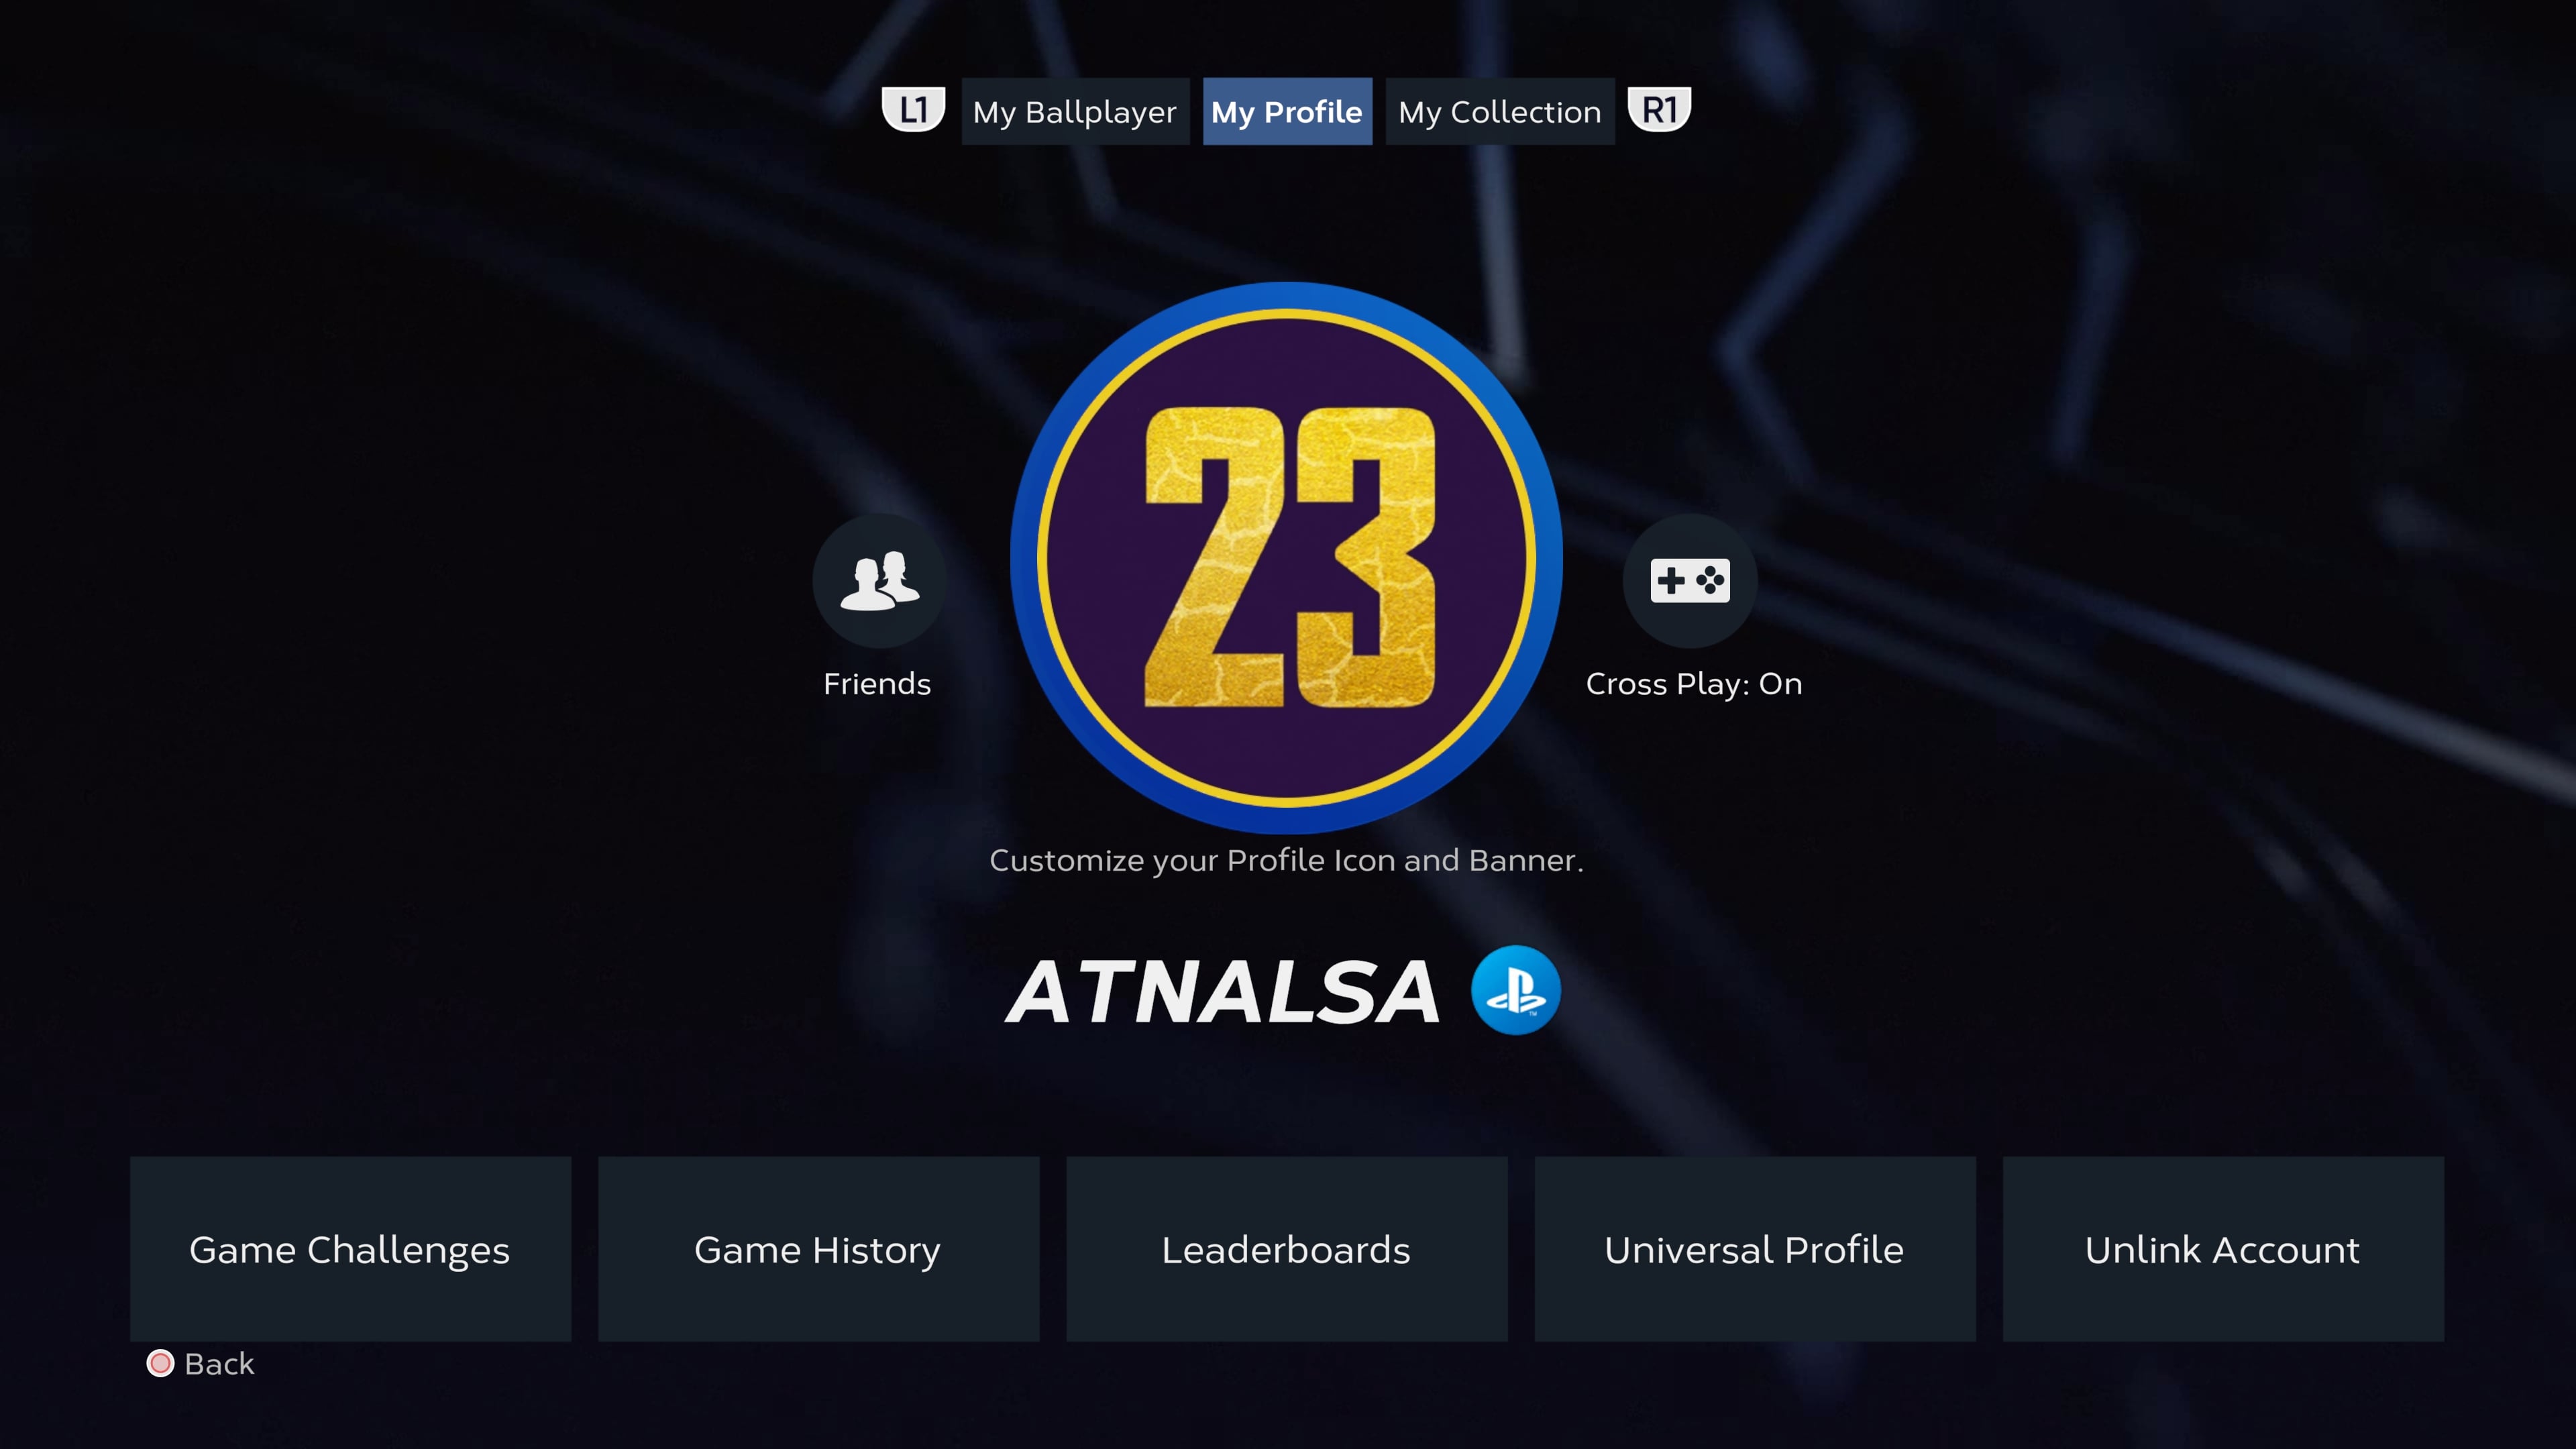 L1 My Ballplayer My Profile My Collection R1
23
Friends
Cross Play: On
Customize your Profile Icon and Banner.
ATNALSA
Game Challenges
Game History
Leaderboards
Universal Profile
Unlink Account
Back